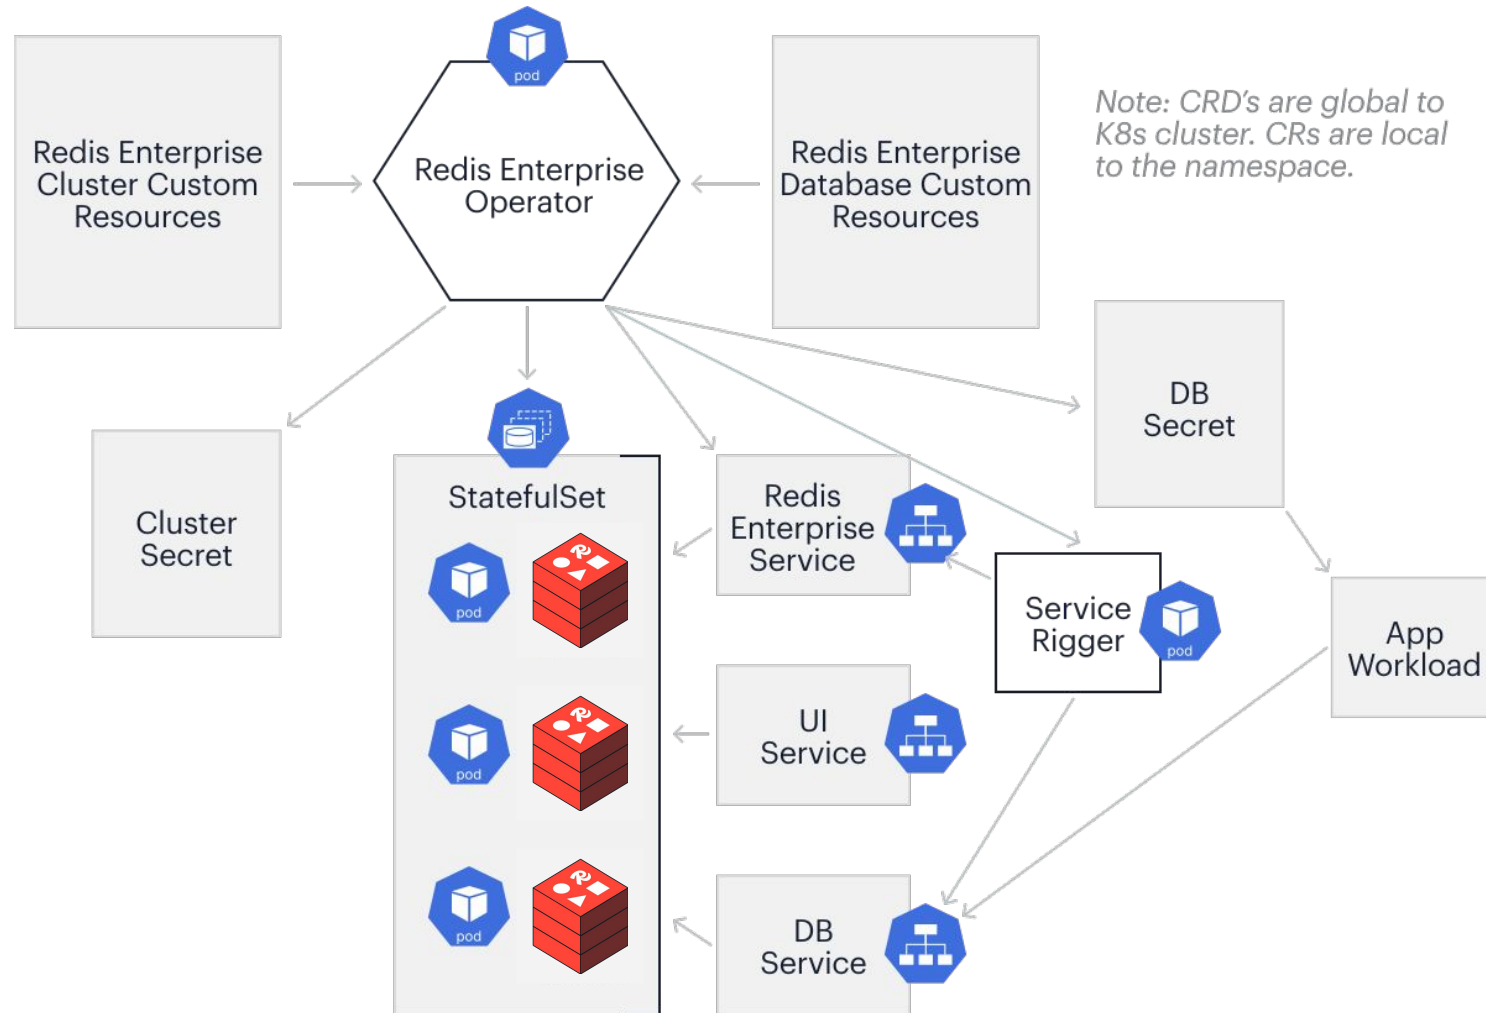 pod
Redis Enterprise
Cluster Custom
Resources
Redis Enterprise
Operator
Redis Enterprise
Database Custom
Resources
Note: CRD's are global to
K8s cluster. CRs are local
to the namespace.
DB
Secret
Cluster
Secret
StatefulSet
pod
pod
pod
Redis
Enterprise
Service
UI
Service
DB
Service
Service
Rigger
pod
App
Workload